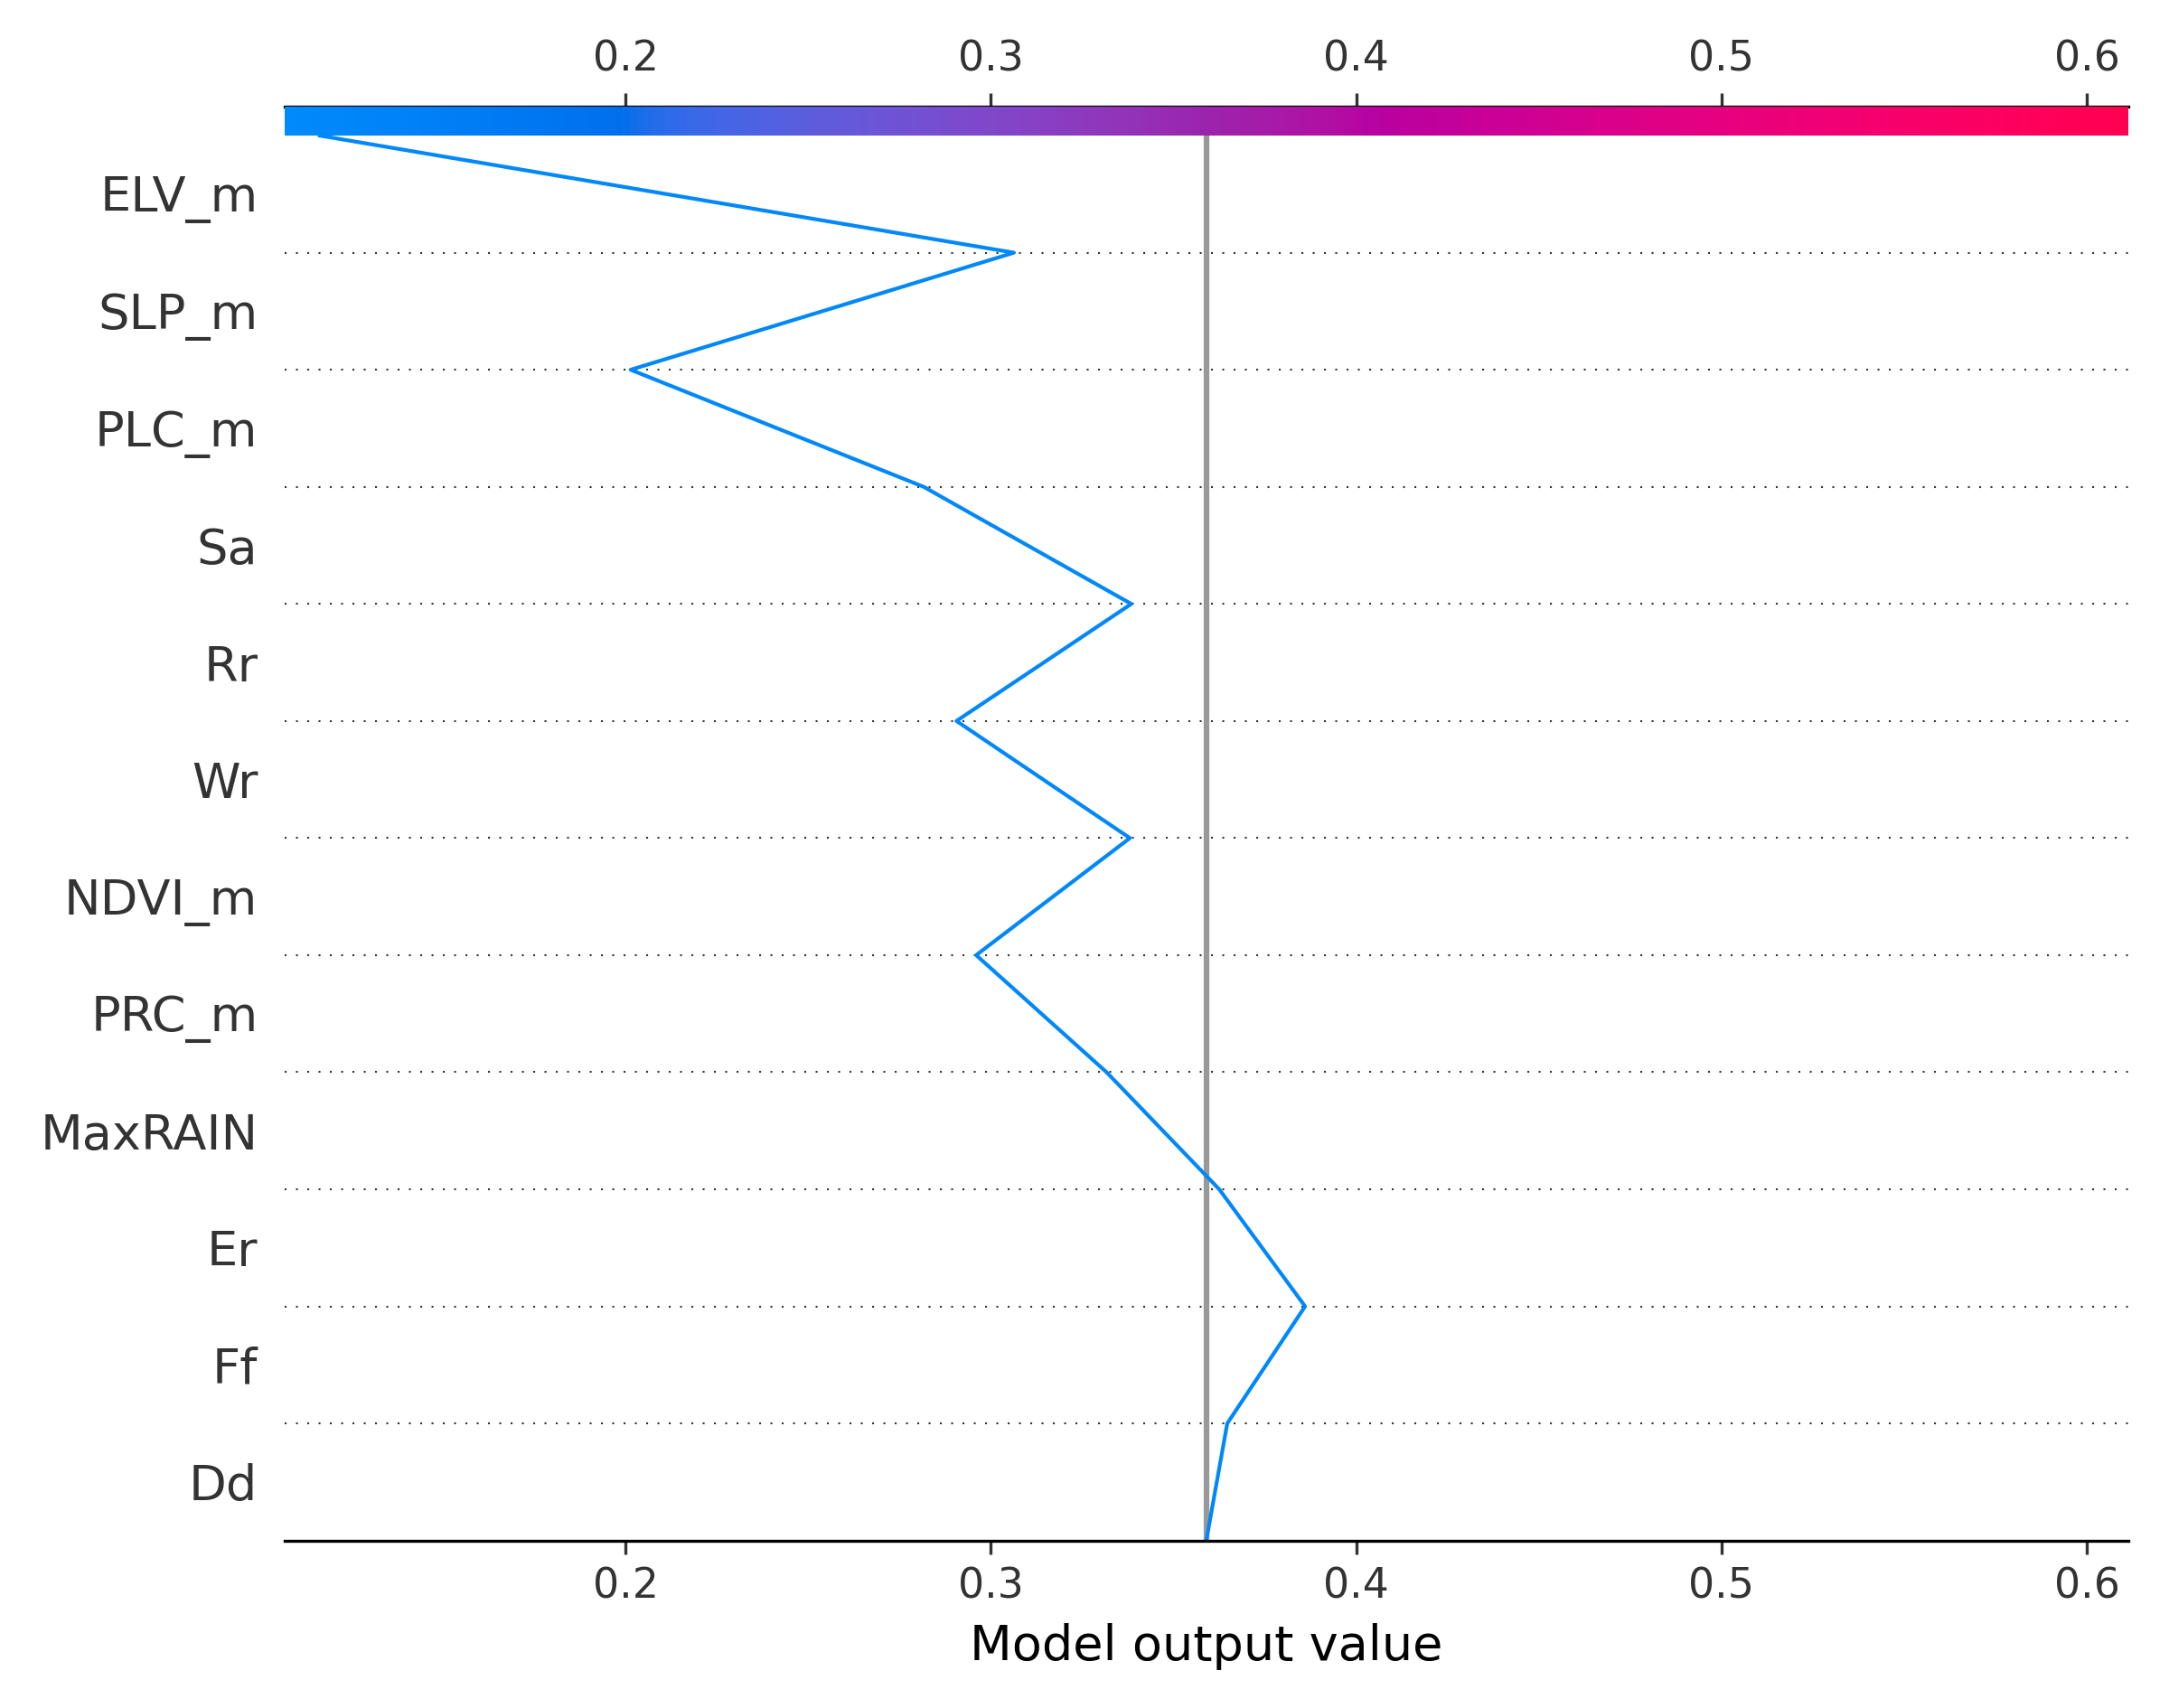 0.2 0.3 0.4 0.5 0.6
ELV_m
SLP_m
PLC_m
Sa
Rr
Wr
NDVI_m
PRC_m
MaxRAIN
Er
Ff
Dd
0.2 0.3 0.4 0.5 0.6
Model output value